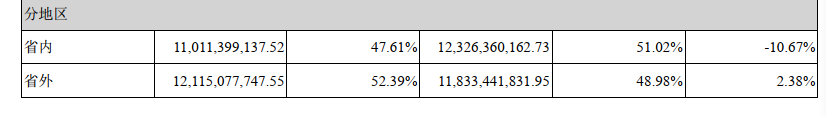 分地区
省内 11,011,399,137.52 47.61% 12,326,360,162.73 51.02% -10.67%
省外 12,115,077,747.55 52.39% 11,833,441,831.95 48.98% 2.38%